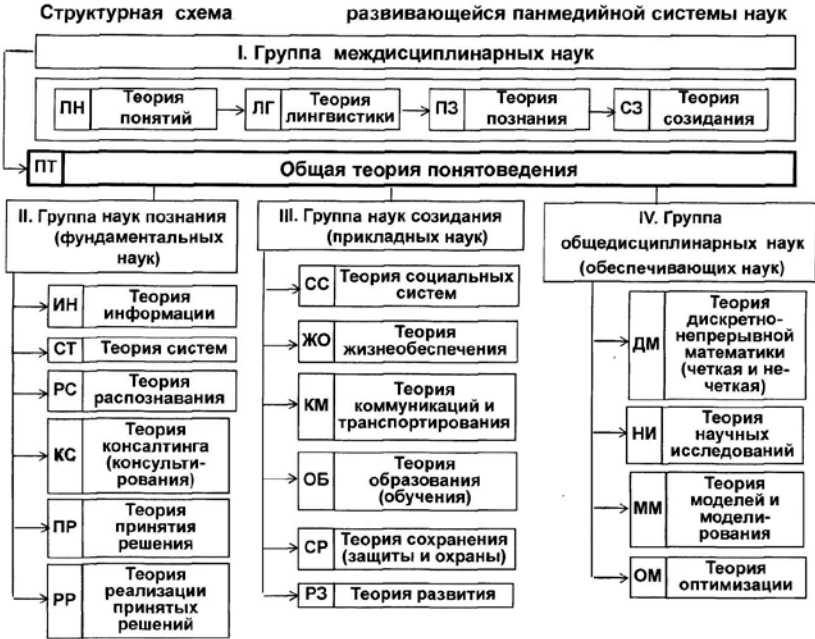 Структурная схема развивающейся панмедийной системы наук
I. Группа междисциплинарных наук
ПН Теория
понятий
ЛГ Теория
лингвистики
ПЗ Теория
познания
СЗ Теория
созидания
ПТ Общая теория понятоведения
II. Группа наук познания
(фундаментальных
наук)
ИН Теория
информации
СТ Теория систем
РС Теория
распознавания
КС Теория
консалтинга
(консульти-
рования)
ПР Теория
принятия
решения
РР Теория
реализации
принятых
решений
III. Группа наук созидания
(прикладных наук)
СС Теория социальных
систем
ЖО Теория
жизнеобеспечения
КМ Теория
коммуникаций и
транспортирования
ОБ Теория
образования
(обучения)
СР Теория сохранения
(защиты и охраны)
РЗ Теория развития
IV. Группа
общедисциплинарных наук
(обеспечивающих наук)
ДМ Теория
дискретно-
непрерывной
математики
(четкая и не-
четкая)
НИ Теория
научных
исследований
ММ Теория
моделей и
модели-
рования
ОМ Теория
оптимизации